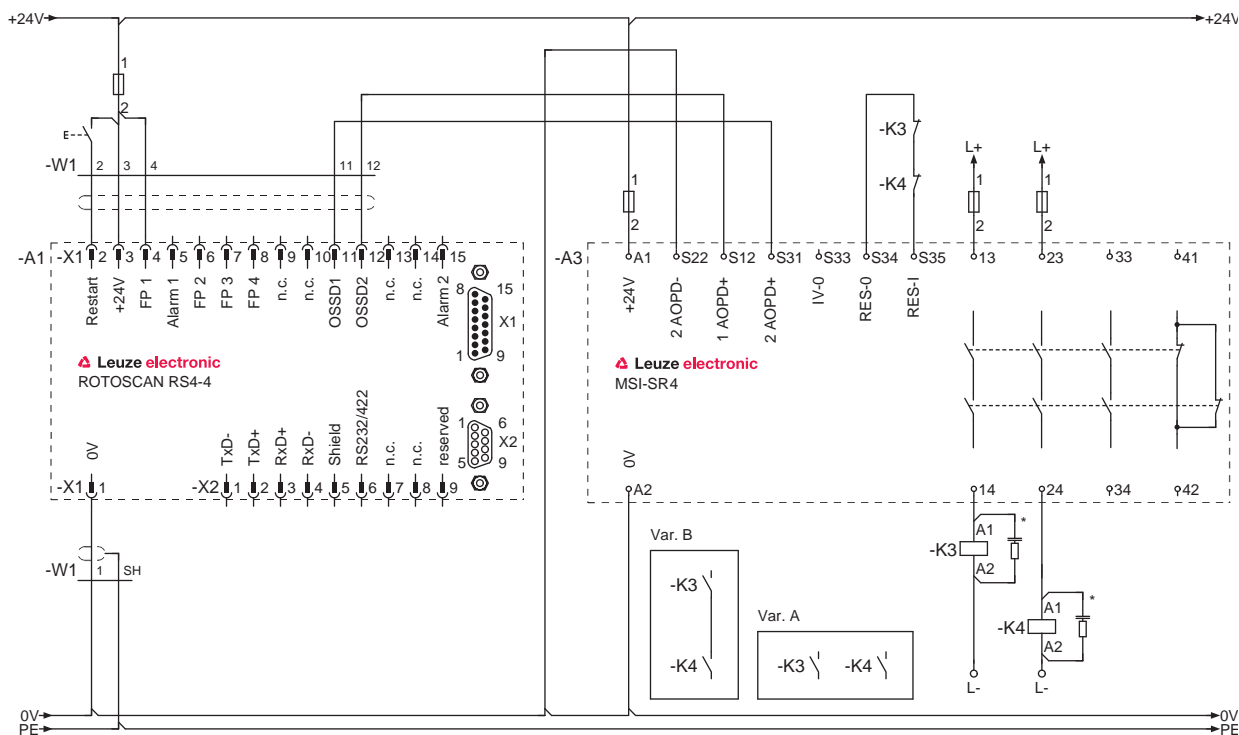 +24V +24V
1
2
E
-W1 2 3 4 11 12
-K3
-K4
L+ L+
1 1 1
2 2 2
-A1 -X1 2 3 4 5 6 7 8 9 10 11 12 13 14 15
Restart
+24V
FP 1
Alarm 1
FP 2
FP 3
FP 4
n.c.
n.c.
OSSD1
OSSD2
n.c.
n.c.
Alarm 2
8 15
X1
1 9
Leuze electronic
ROTOSCAN RS4-4
1 6
X2
5 9
0V
TxD-
TxD+
RxD+
RxD-
Shield
RS232/422
n.c.
n.c.
reserved
-X1 1 -X2 1 2 3 4 5 6 7 8 9
-W1 1 SH
-A3 A1 S22 S12 S31 S33 S34 S35 13 23 33 41
+24V
2 AOPD-
1 AOPD+
2 AOPD+
IV-0
RES-0
RES-I
Leuze electronic
MSI-SR4
0V
A2 14 24 34 42
Var. B
-K3
-K4
Var. A
-K3 -K4
A1 *
-K3
A2
A1 *
-K4
A2
L- L-
0V 0V
PE PE